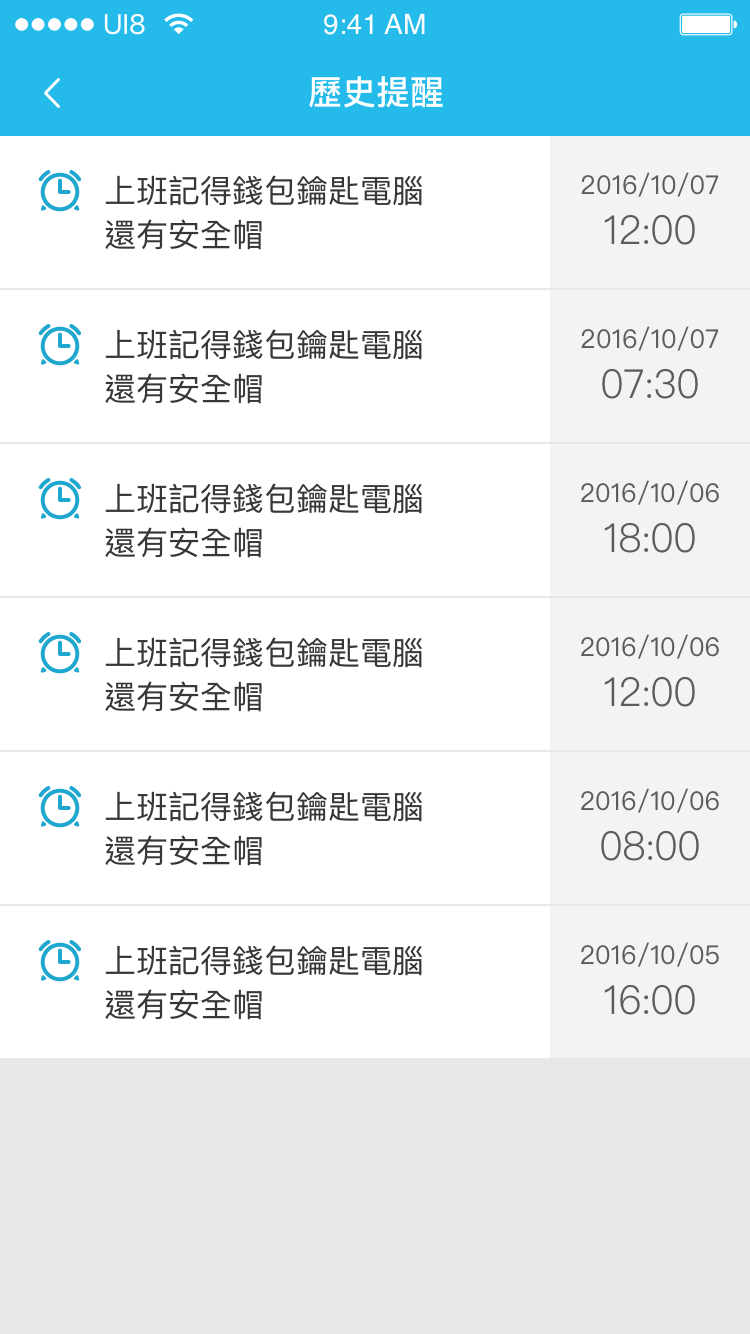 UI8 9:41 AM
歷史提醒
上班記得錢包鑰匙電腦
還有安全帽
2016/10/07
12:00
上班記得錢包鑰匙電腦
還有安全帽
2016/10/07
07:30
上班記得錢包鑰匙電腦
還有安全帽
2016/10/06
18:00
上班記得錢包鑰匙電腦
還有安全帽
2016/10/06
12:00
上班記得錢包鑰匙電腦
還有安全帽
2016/10/06
08:00
上班記得錢包鑰匙電腦
還有安全帽
2016/10/05
16:00